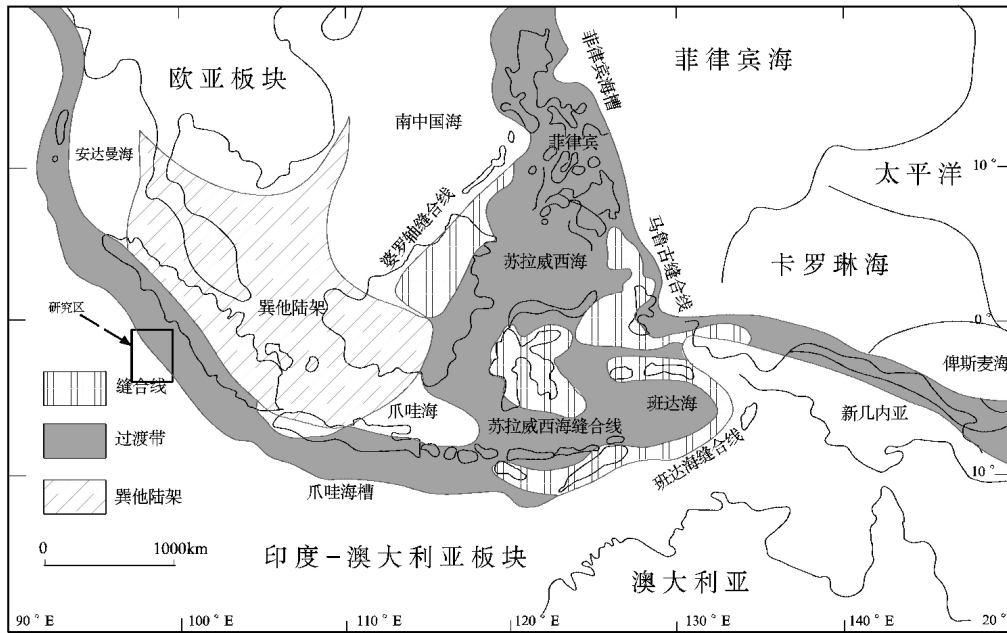 欧亚板块
南中国海
菲律宾海槽
菲律宾海
安达曼海
菲律宾
太平洋
10°
婆罗轴缝合线
苏拉威西海
马鲁古缝合线
卡罗琳海
研究区
巽他陆架
0°
俾斯麦海
缝合线
爪哇海
班达海
新几内亚
苏拉威西海缝合线
过渡带
班达海缝合线
10°
巽他陆架
爪哇海槽
0
1000km
印度-澳大利亚板块
澳大利亚
90°E
100°E
110°E
120°E
130°E
140°E
20°